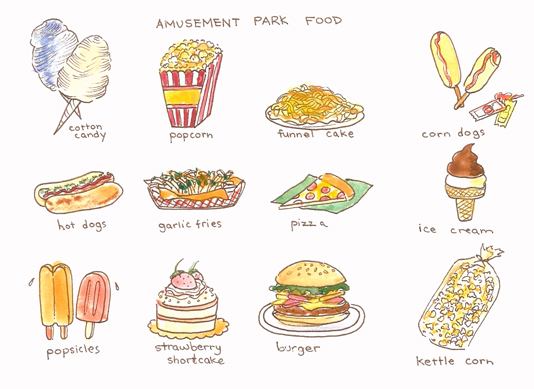 AMUSEMENT PARK FOOD
cotton
candy
popcorn
funnel cake
corn dogs
hot dogs
garlic fries
pizza
ice cream
popsicles
strawberry
shortcake
burger
kettle corn